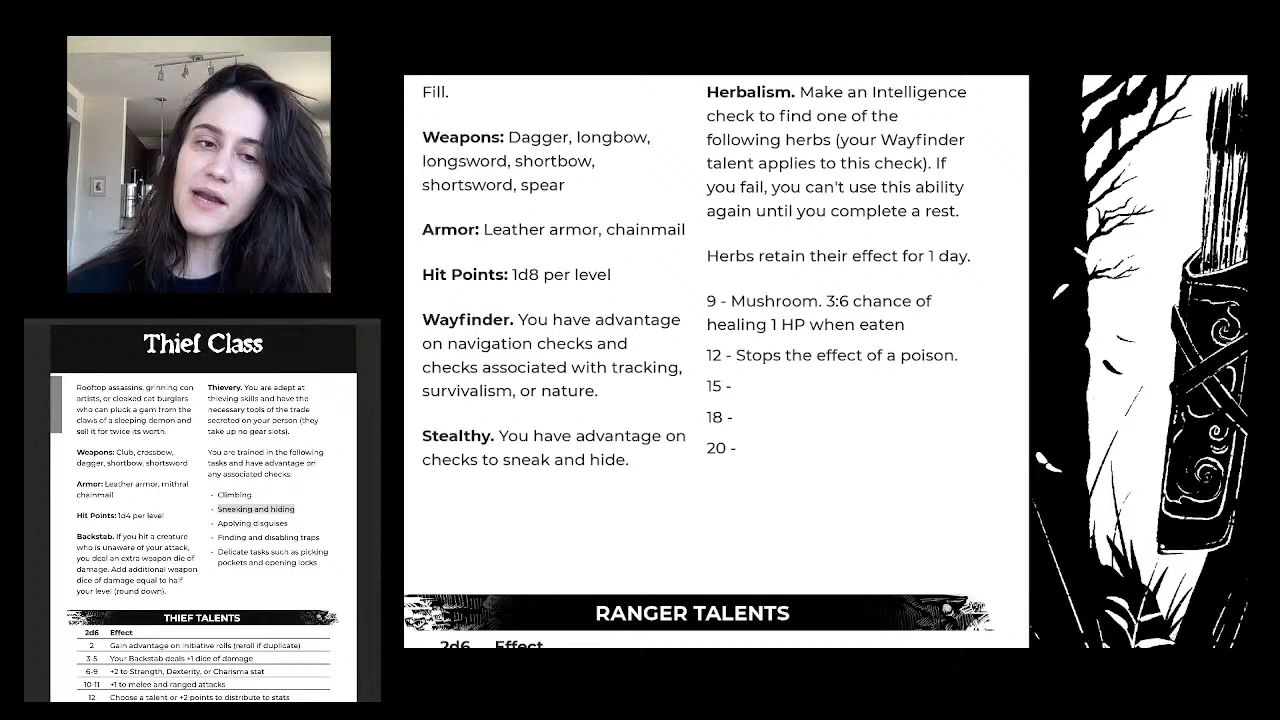 Thief Class
Rooftop assassins, grinning con
artists, or cloaked cat burglars
who can pluck a gem from the
claws of a sleeping demon and
sell it for twice its worth.
Weapons: Club, crossbow,
dagger, shortbow, shortsword
Armor: Leather armor, mithral
chainmail
Hit Points: 1d4 per level
Backstab. If you hit a creature
who is unaware of your attack,
you deal an extra weapon die of
damage. Add additional weapon
dice of damage equal to half
your level (round down).
Thievery. You are adept at
thieving skills and have the
necessary tools of the trade
secreted on your person (they
take up no gear slots).
You are trained in the following
tasks and have advantage on
any associated checks:
- Climbing
- Sneaking and hiding
- Applying disguises
- Finding and disabling traps
- Delicate tasks such as picking
pockets and opening locks
THIEF TALENTS
2d6 Effect
2 Gain advantage on initiative rolls (reroll if duplicate)
3-5 Your Backstab deals +1 dice of damage
6-9 +2 to Strength, Dexterity, or Charisma stat
10-11 +1 to melee and ranged attacks
12 Choose a talent or +2 points to distribute to stats
Fill.
Weapons: Dagger, longbow,
longsword, shortbow,
shortsword, spear
Armor: Leather armor, chainmail
Hit Points: 1d8 per level
Wayfinder. You have advantage
on navigation checks and
checks associated with tracking,
survivalism, or nature.
Stealthy. You have advantage on
checks to sneak and hide.
Herbalism. Make an Intelligence
check to find one of the
following herbs (your Wayfinder
talent applies to this check). If
you fail, you can't use this ability
again until you complete a rest.
Herbs retain their effect for 1 day.
9 - Mushroom. 3:6 chance of
healing 1 HP when eaten
12 - Stops the effect of a poison.
15 -
18 -
20 -
RANGER TALENTS
2d6 Effect